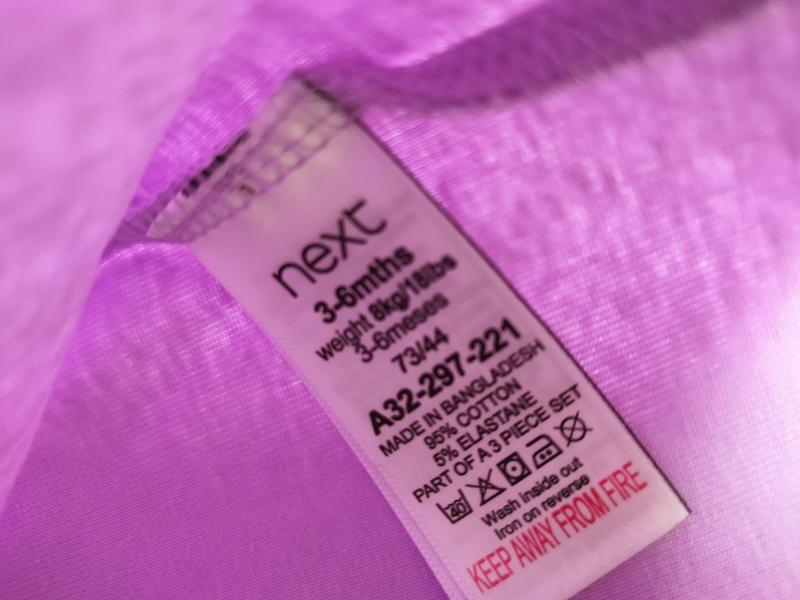 next
3-6mths
weight 8kg/18lbs
3-6meses
73/44
A32-297-221
MADE IN BANGLADESH
95% COTTON
5% ELASTANE
PART OF A 3 PIECE SET
40
Wash inside out
Iron on reverse
KEEP AWAY FROM FIRE